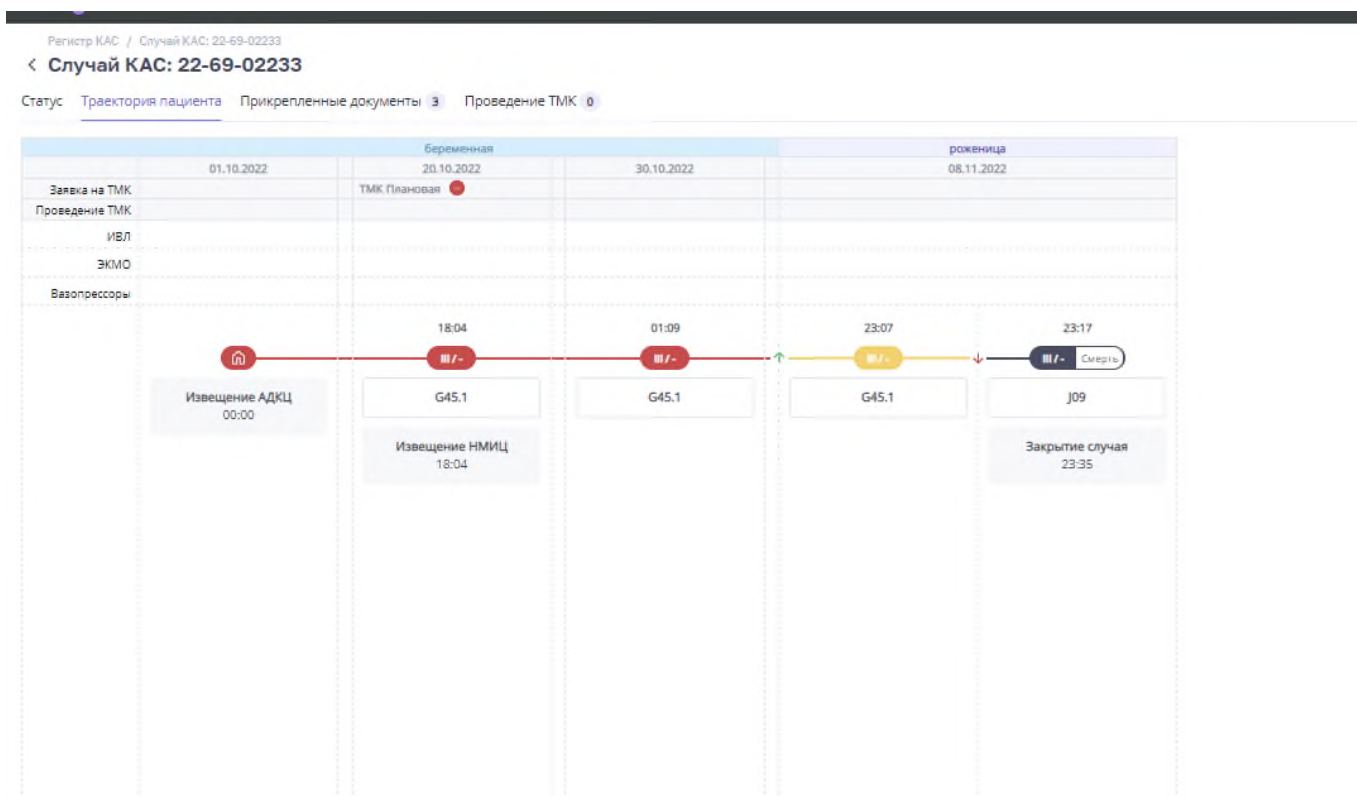 Регистр КАС / Случай КАС: 22-69-02233
< Случай КАС: 22-69-02233
Статус Траектория пациента Прикрепленные документы 3 Проведение ТМК 0
беременная роженица
01.10.2022 20.10.2022 30.10.2022 08.11.2022
Заявка на ТМК ТМК Плановая
Проведение ТМК
ИВЛ
ЭКМО
Вазопрессоры
18:04 01:09 23:07 23:17
III/- III/- III/- III/- Смерть
Извещение АДКЦ G45.1 G45.1 G45.1 J09
00:00
Извещение НМИЦ Закрытие случая
18:04 23:35